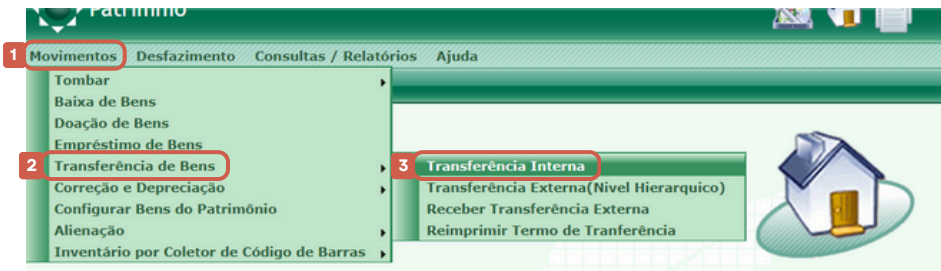 Patrimmo
1 Movimentos Desfazimento Consultas / Relatórios Ajuda
Tombar
Baixa de Bens
Doação de Bens
Empréstimo de Bens
2 Transferência de Bens
Correção e Depreciação
Configurar Bens do Patrimônio
Alienação
Inventário por Coletor de Código de Barras
3 Transferência Interna
Transferência Externa(Nivel Hierarquico)
Receber Transferência Externa
Reimprimir Termo de Tranferência